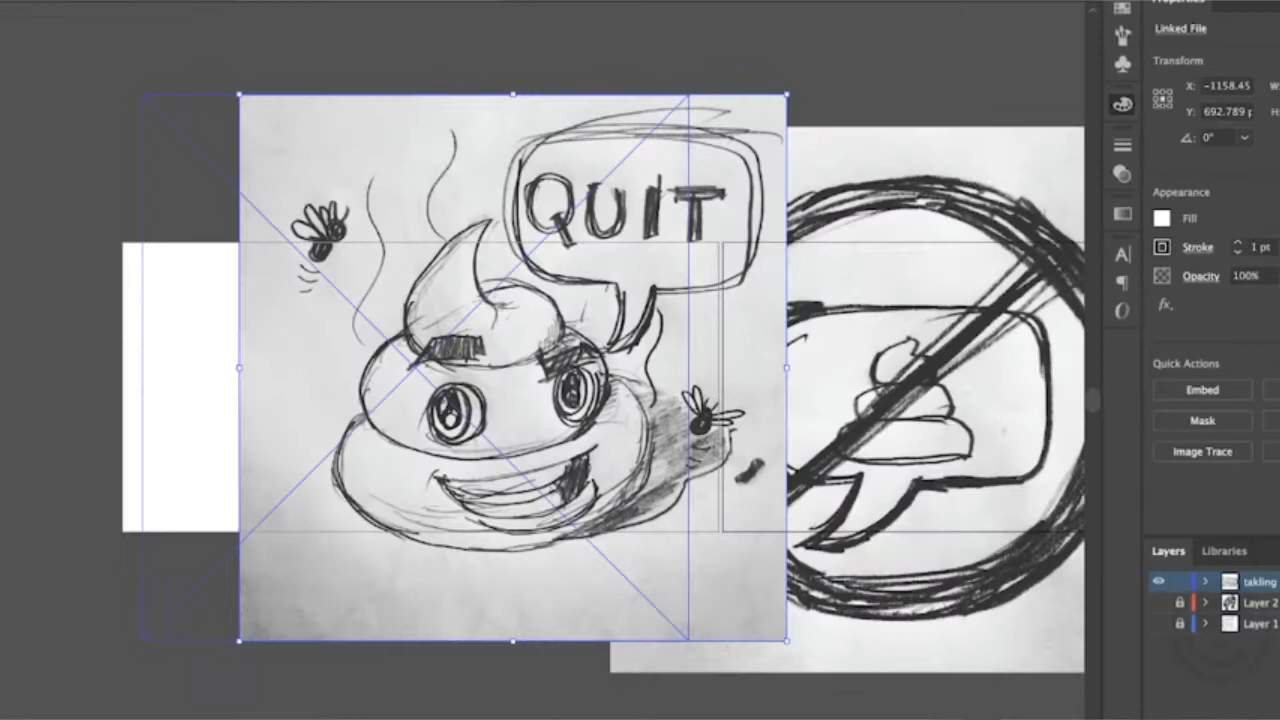 QUIT
Properties
Linked File
Transform
X: -1158.45
Y: 692.789 p
0°
Appearance
Fill
Stroke 1 pt
Opacity 100%
fx.
Quick Actions
Embed
Mask
Image Trace
Layers Libraries
takling
Layer 2
Layer 1